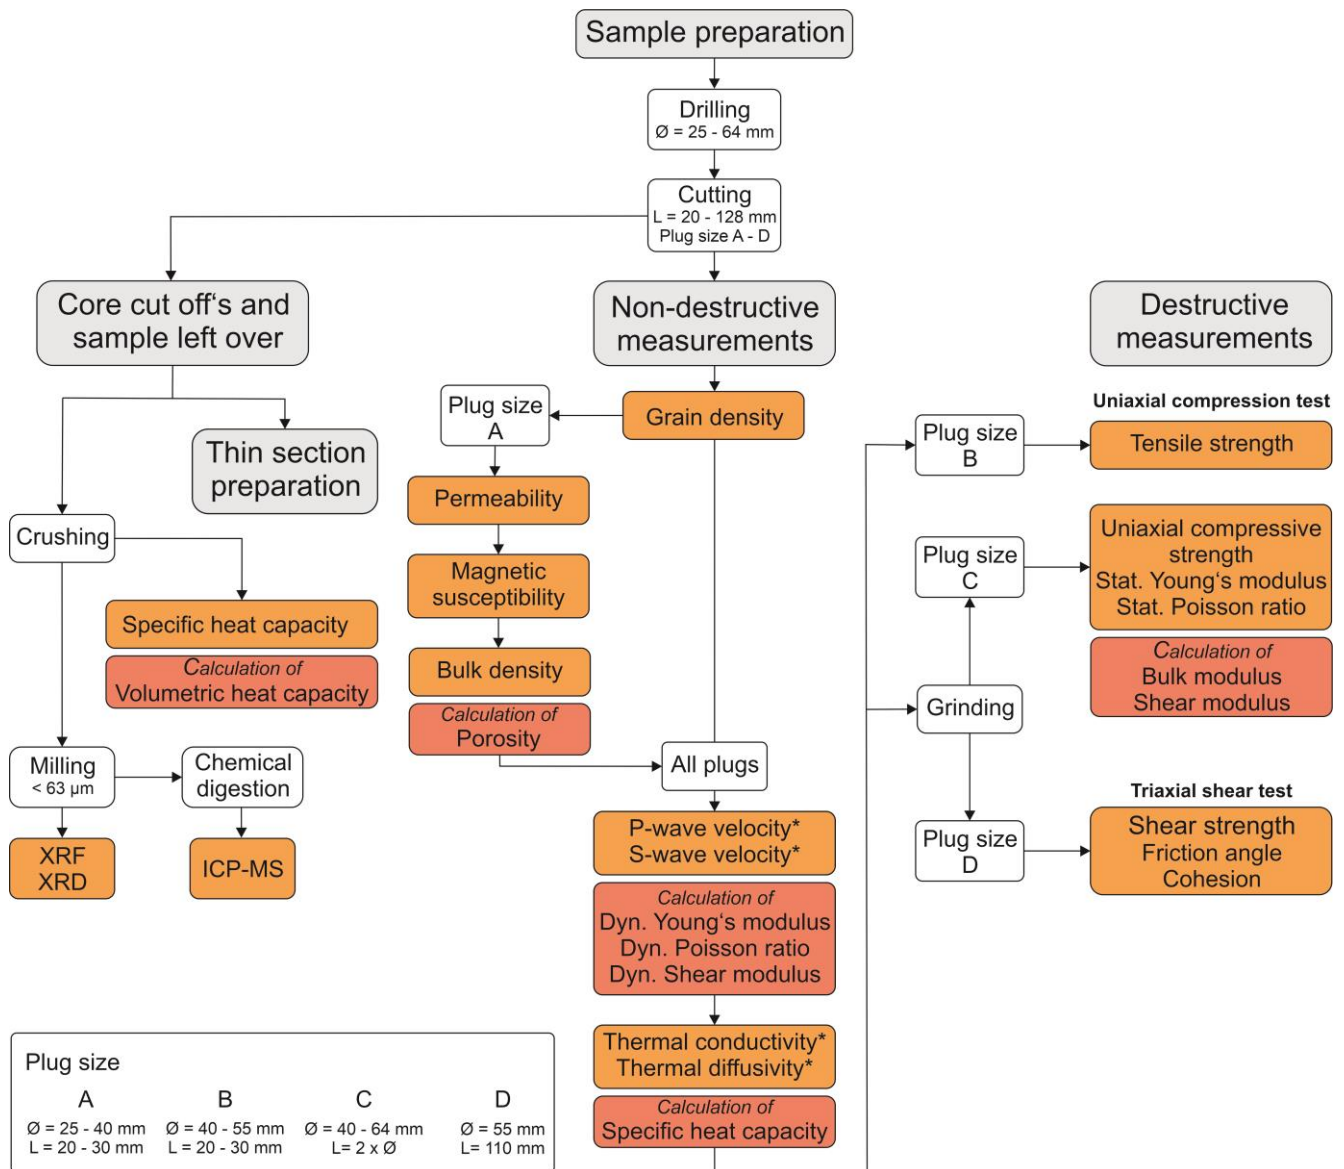 Sample preparation
Drilling
Ø = 25 - 64 mm
Cutting
L = 20 - 128 mm
Plug size A - D
Core cut off‘s and
sample left over
Non-destructive
measurements
Destructive
measurements
Plug size
A
Grain density
Uniaxial compression test
Plug size
B
Tensile strength
Thin section
preparation
Permeability
Crushing
Magnetic
susceptibility
Plug size
C
Uniaxial compressive
strength
Stat. Young‘s modulus
Stat. Poisson ratio
Specific heat capacity
Calculation of
Volumetric heat capacity
Bulk density
Calculation of
Porosity
Calculation of
Bulk modulus
Shear modulus
Grinding
Milling
< 63 µm
Chemical
digestion
All plugs
Triaxial shear test
XRF
XRD
ICP-MS
P-wave velocity*
S-wave velocity*
Plug size
D
Shear strength
Friction angle
Cohesion
Calculation of
Dyn. Young‘s modulus
Dyn. Poisson ratio
Dyn. Shear modulus
Thermal conductivity*
Thermal diffusivity*
Calculation of
Specific heat capacity
Plug size
A B C D
Ø = 25 - 40 mm Ø = 40 - 55 mm Ø = 40 - 64 mm Ø = 55 mm
L = 20 - 30 mm L = 20 - 30 mm L= 2 x Ø L= 110 mm